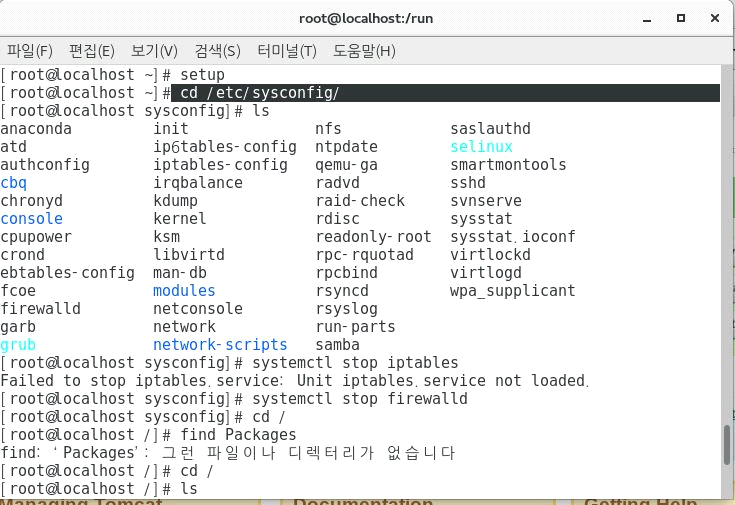 root@localhost:/run
파일(F) 편집(E) 보기(V) 검색(S) 터미널(T) 도움말(H)
[root@localhost ~]# setup
[root@localhost ~]# cd /etc/sysconfig/
[root@localhost sysconfig]# ls
anaconda init nfs saslauthd
atd ip6tables-config ntpdate selinux
authconfig iptables-config qemu-ga smartmontools
cbq irqbalance radvd sshd
chronyd kdump raid-check svnserve
console kernel rdisc sysstat
cpupower ksm readonly-root sysstat.ioconf
crond libvirtd rpc-rquotad virtlockd
ebtables-config man-db rpcbind virtlogd
fcoe modules rsyncd wpa_supplicant
firewalld netconsole rsyslog
garb network run-parts
grub network-scripts samba
[root@localhost sysconfig]# systemctl stop iptables
Failed to stop iptables.service: Unit iptables.service not loaded.
[root@localhost sysconfig]# systemctl stop firewalld
[root@localhost sysconfig]# cd /
[root@localhost /]# find Packages
find: ‘Packages’: 그런 파일이나 디렉터리가 없습니다
[root@localhost /]# cd /
[root@localhost /]# ls
Managing Tomcat Documentation Getting Help